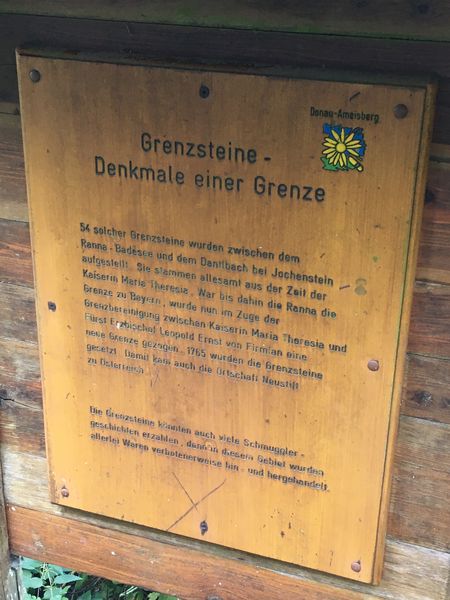 Donau-Ameisberg
Grenzsteine -
Denkmale einer Grenze
54 solcher Grenzsteine wurden zwischen dem
Ranna - Badesee und dem Dantlbach bei Jochenstein
aufgestellt. Sie stammen allesamt aus der Zeit der
Kaiserin Maria Theresia. War bis dahin die Ranna die
Grenze zu Bayern, wurde nun im Zuge der
Grenzbereinigung zwischen Kaiserin Maria Theresia und
Fürst Erzbischof Leopold Ernst von Firmian eine
neue Grenze gezogen. 1765 wurden die Grenzsteine
gesetzt. Damit kam auch die Ortschaft Neustift
zu Österreich.
Die Grenzsteine könnten auch viele Schmuggler -
geschichten erzählen, denn in diesem Gebiet wurden
allerlei Waren verbotenerweise hin - und hergehandelt.